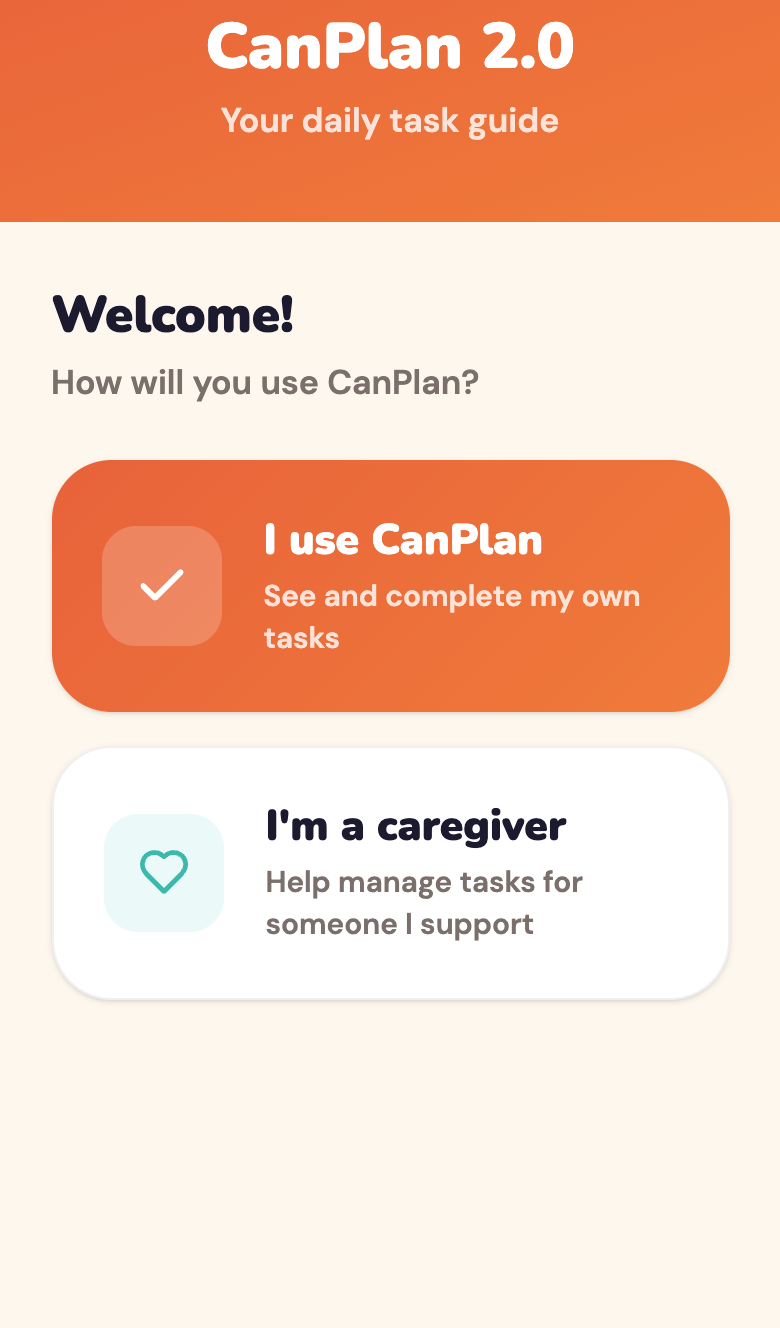 CanPlan 2.0
Your daily task guide
Welcome!
How will you use CanPlan?
I use CanPlan
See and complete my own
tasks
I'm a caregiver
Help manage tasks for
someone I support